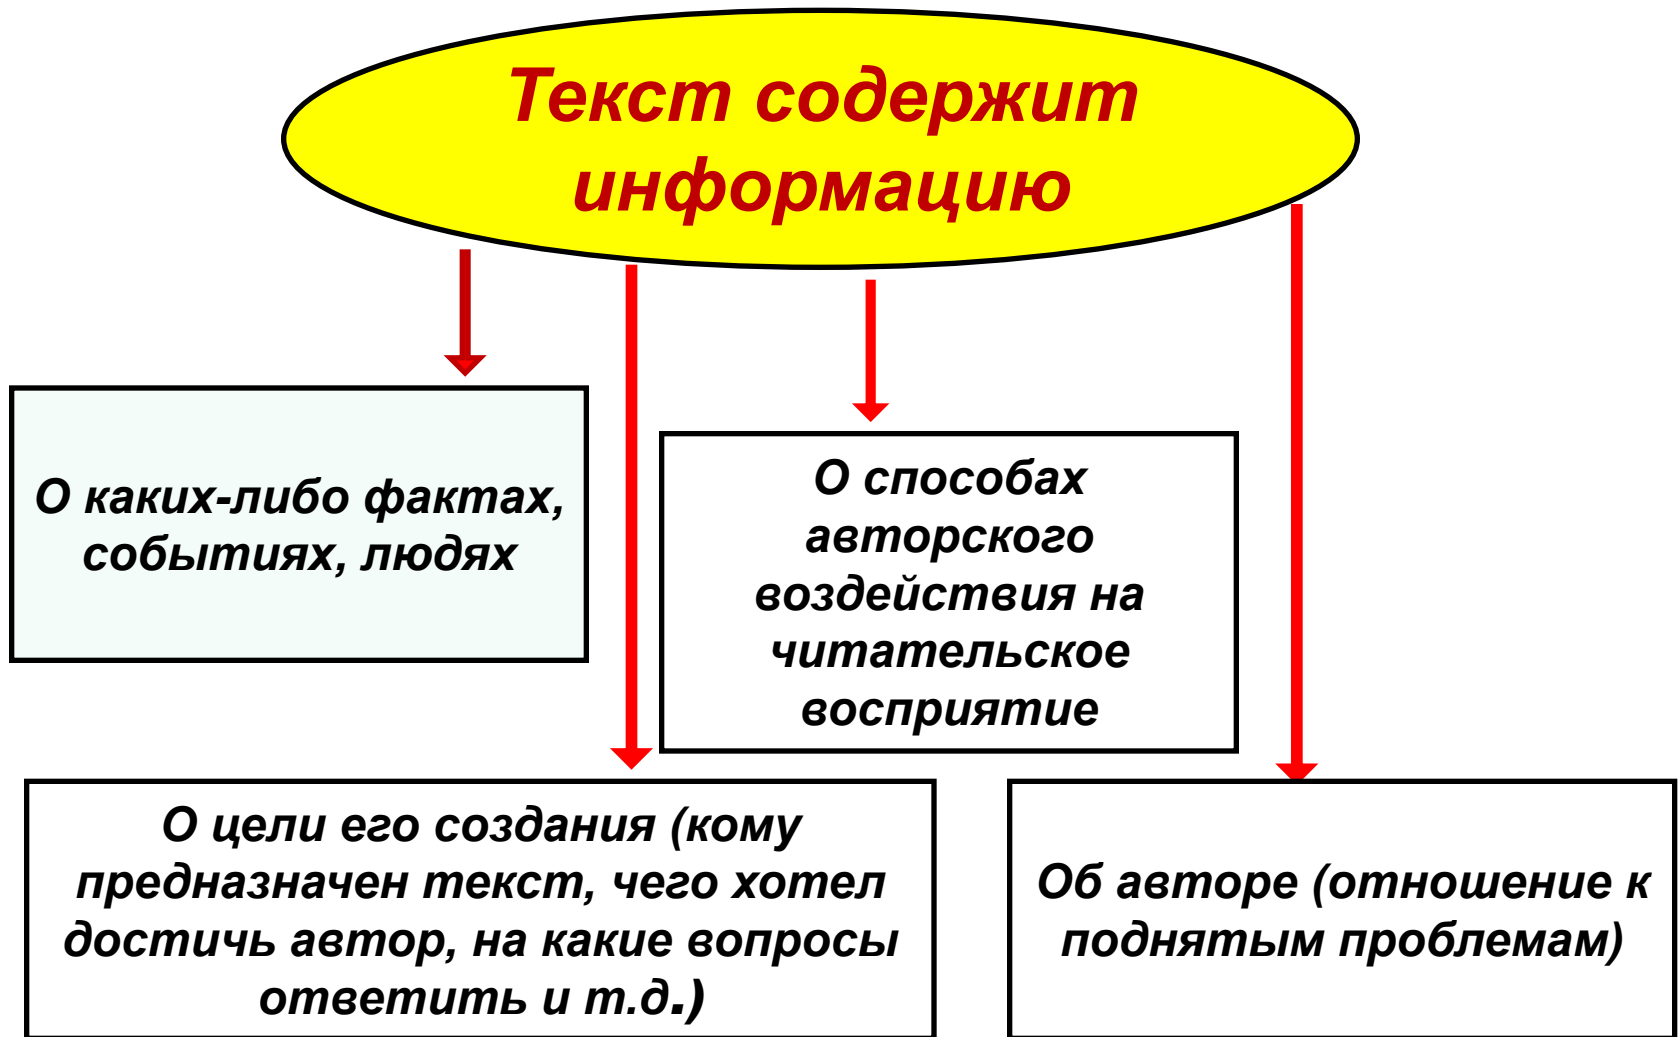 Текст содержит
информацию
О каких-либо фактах,
событиях, людях
О способах
авторского
воздействия на
читательское
восприятие
О цели его создания (кому
предназначен текст, чего хотел
достичь автор, на какие вопросы
ответить и т.д.)
Об авторе (отношение к
поднятым проблемам)